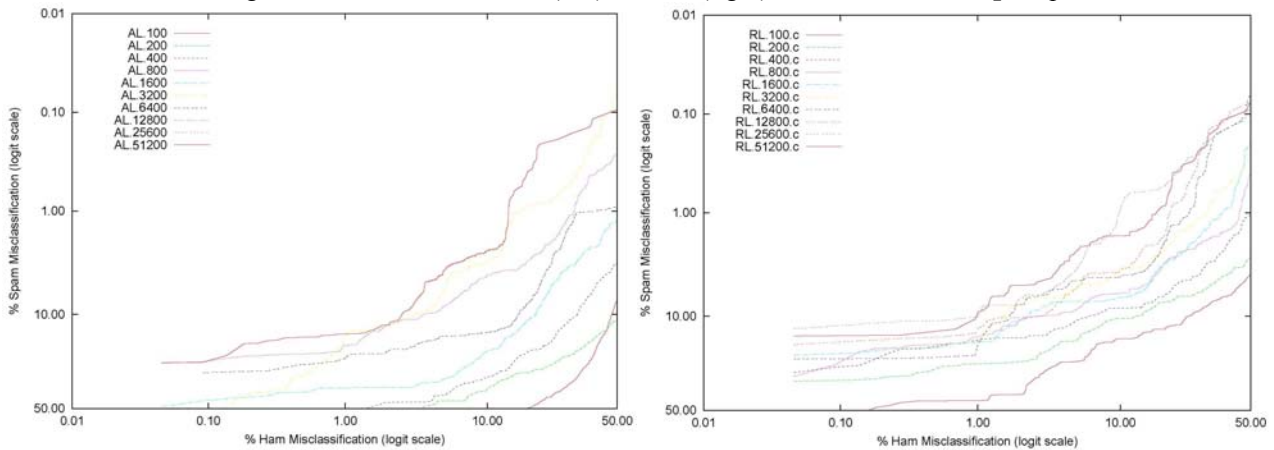 0.01
0.10
1.00
10.00
50.00
% Spam Misclassification (logit scale)
AL.100
AL.200
AL.400
AL.800
AL.1600
AL.3200
AL.6400
AL.12800
AL.25600
AL.51200
0.01
0.10
1.00
10.00
50.00
% Ham Misclassification (logit scale)
0.01
0.10
1.00
10.00
50.00
% Spam Misclassification (logit scale)
RL.100.c
RL.200.c
RL.400.c
RL.800.c
RL.1600.c
RL.3200.c
RL.6400.c
RL.12800.c
RL.25600.c
RL.51200.c
0.01
0.10
1.00
10.00
50.00
% Ham Misclassification (logit scale)